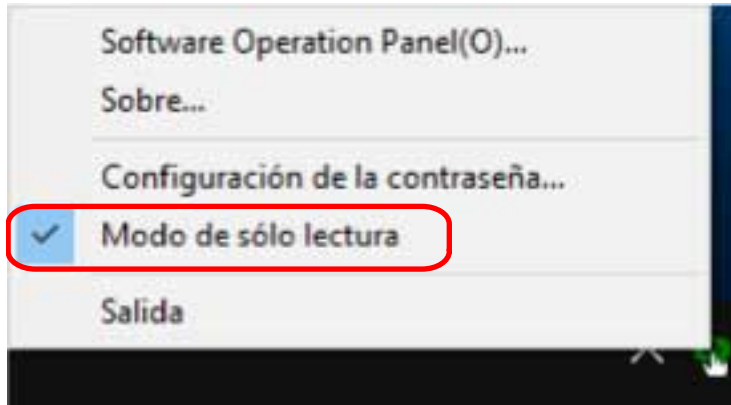 Software Operation Panel(O)...
Sobre...
Configuración de la contraseña...
Modo de sólo lectura
Salida